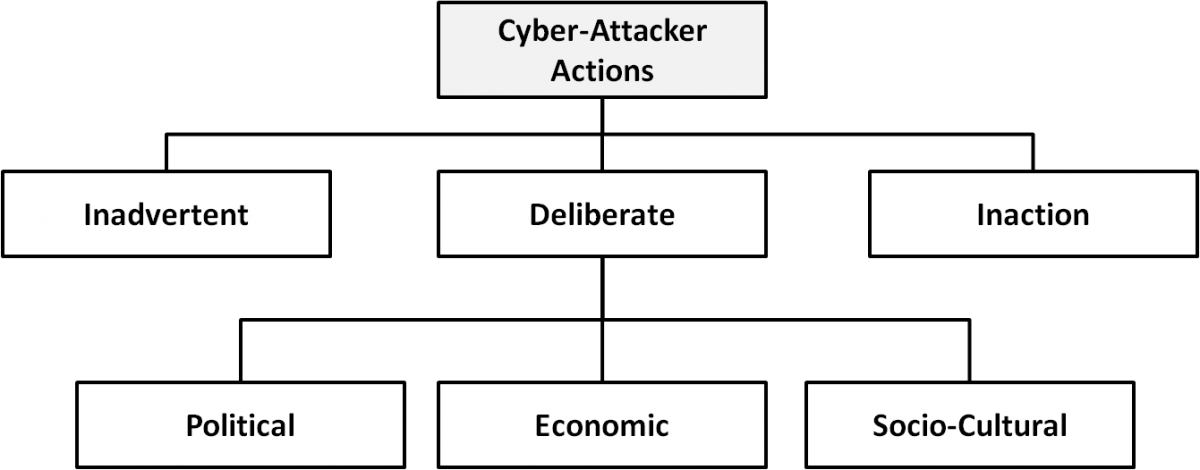 Cyber-Attacker
Actions
Inadvertent
Deliberate
Inaction
Political
Economic
Socio-Cultural